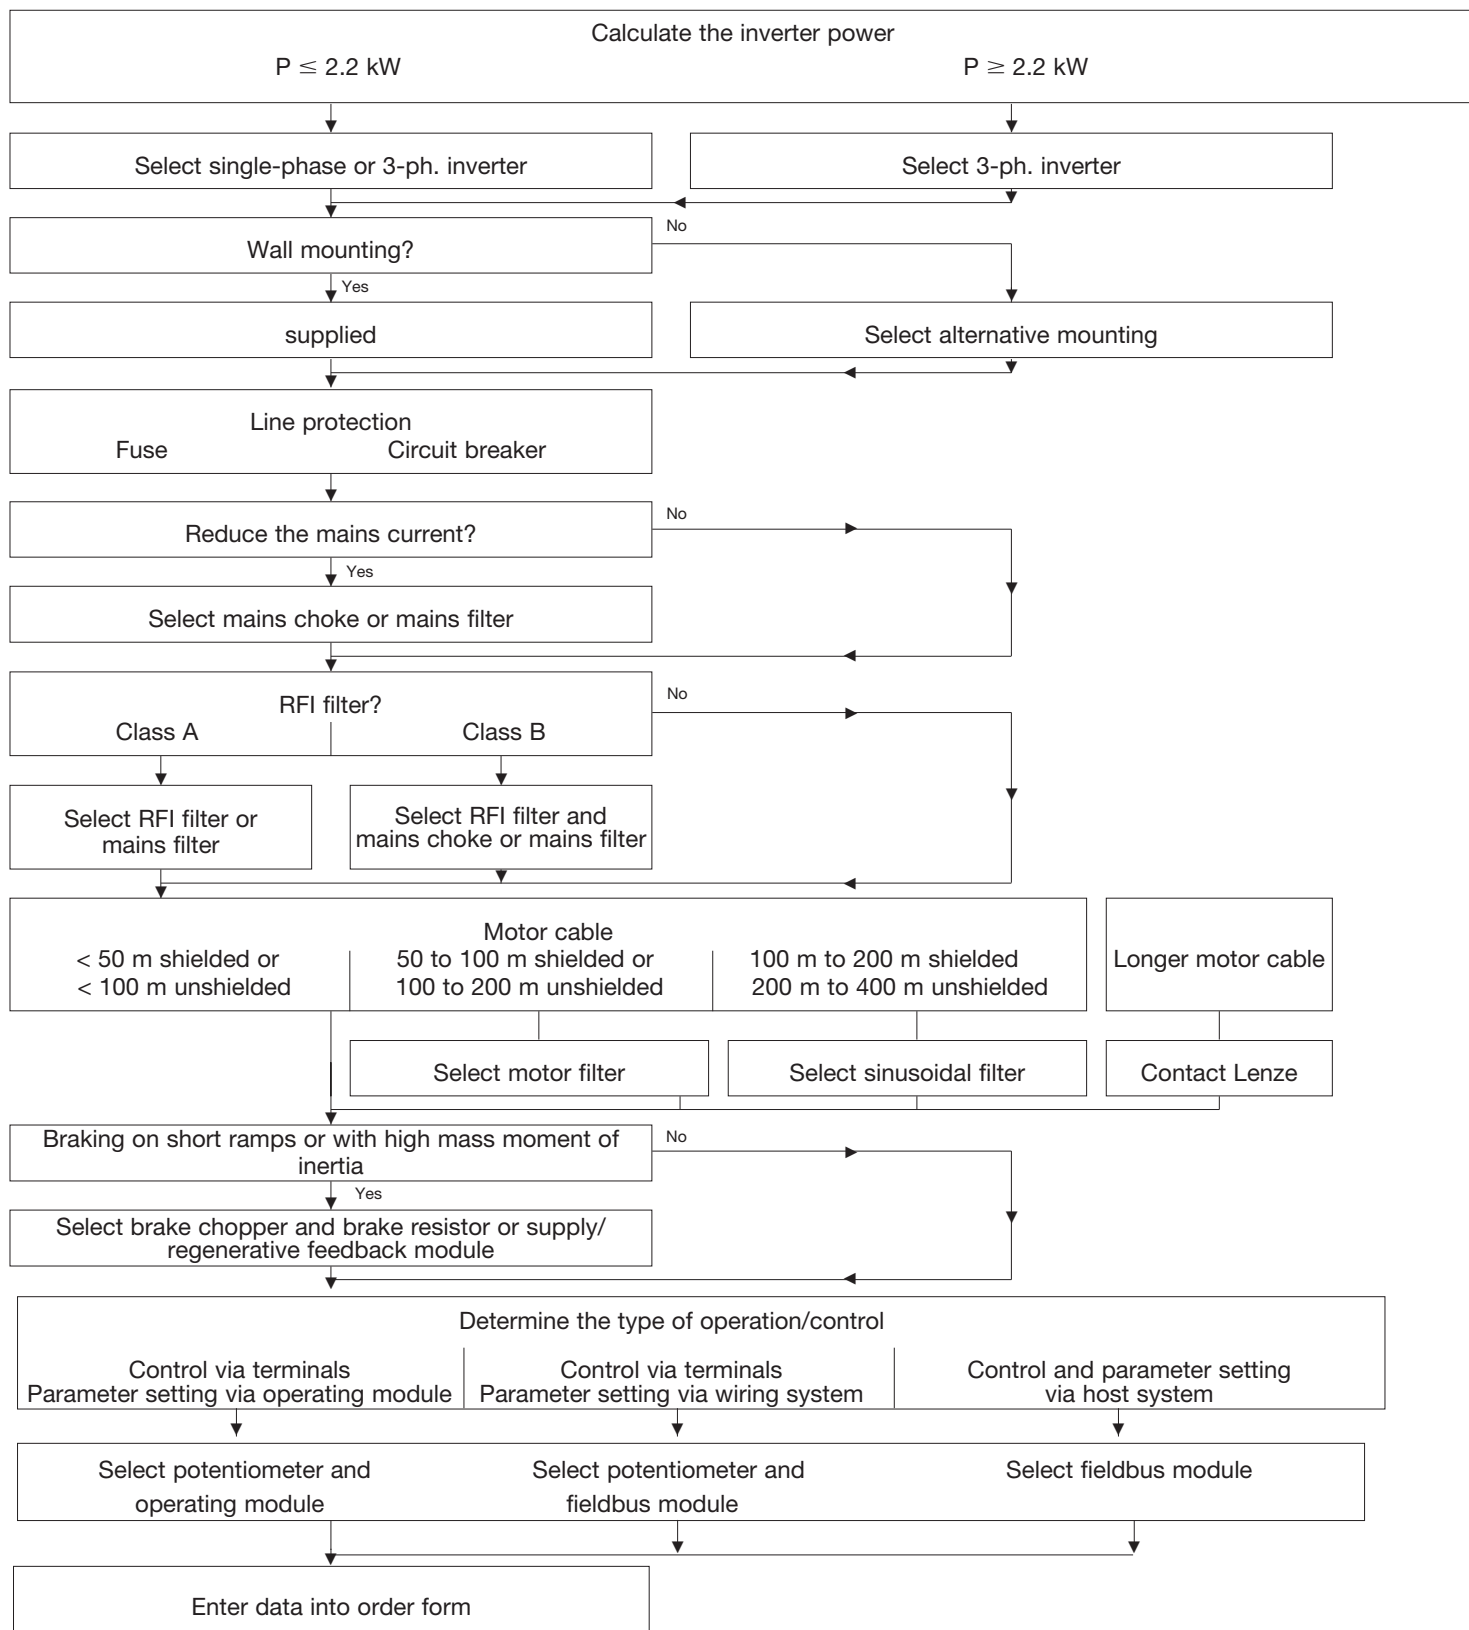 Calculate the inverter power
P ≤ 2.2 kW
P ≥ 2.2 kW
Select single-phase or 3-ph. inverter
Select 3-ph. inverter
Wall mounting?
No
Yes
supplied
Select alternative mounting
Line protection
Fuse
Circuit breaker
Reduce the mains current?
No
Yes
Select mains choke or mains filter
RFI filter?
No
Class A
Class B
Select RFI filter or
mains filter
Select RFI filter and
mains choke or mains filter
Motor cable
< 50 m shielded or
< 100 m unshielded
50 to 100 m shielded or
100 to 200 m unshielded
100 m to 200 m shielded
200 m to 400 m unshielded
Longer motor cable
Select motor filter
Select sinusoidal filter
Contact Lenze
Braking on short ramps or with high mass moment of
inertia
No
Yes
Select brake chopper and brake resistor or supply/
regenerative feedback module
Determine the type of operation/control
Control via terminals
Parameter setting via operating module
Control via terminals
Parameter setting via wiring system
Control and parameter setting
via host system
Select potentiometer and
operating module
Select potentiometer and
fieldbus module
Select fieldbus module
Enter data into order form